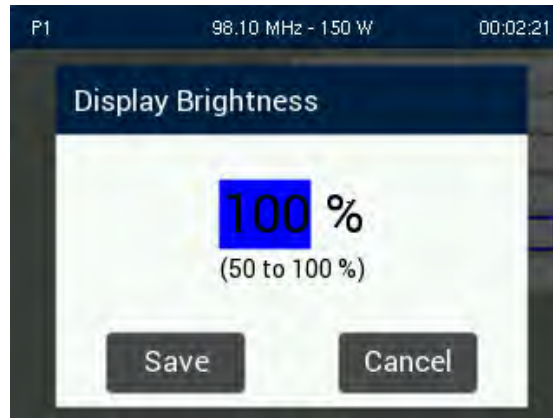 P1 98.10 MHz - 150 W 00:02:21
Display Brightness
100 %
(50 to 100 %)
Save Cancel